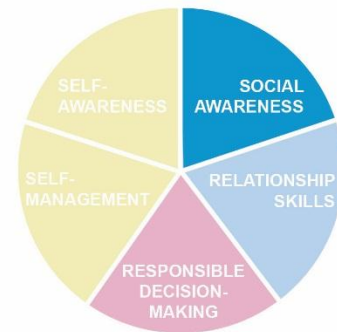 SELF-
AWARENESS
SOCIAL
AWARENESS
SELF-
MANAGEMENT
RELATIONSHIP
SKILLS
RESPONSIBLE
DECISION-
MAKING